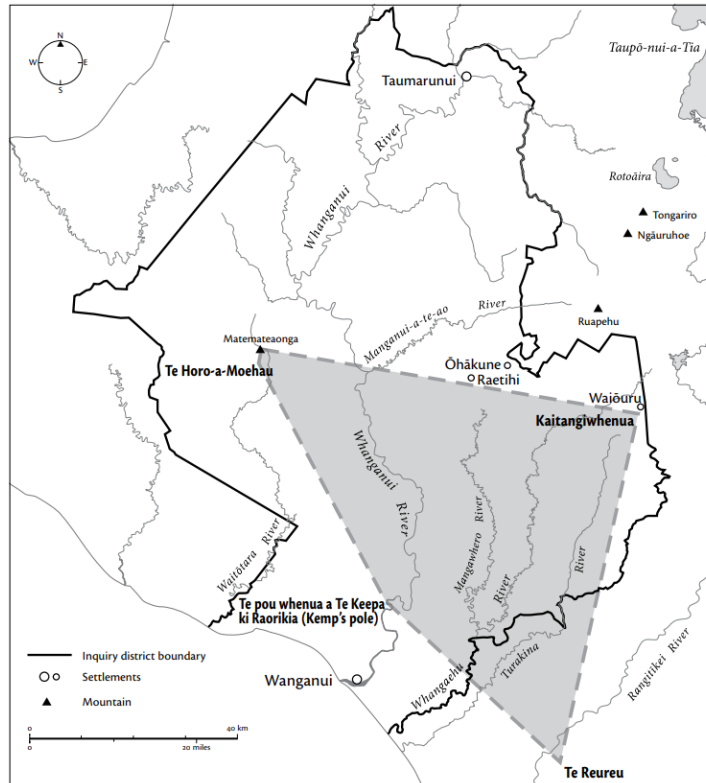 N
W E
S
Taupō-nui-a-Tia
Taumarunui
River
Whanganui
Rotoāira
Tongariro
Ngāuruhoe
Manganui-a-te-ao River
Ruapehu
Matemateaonga
Te Horo-a-Moehau
Ōhākune
Raetihi
Waiōuru
Kaitangiwhenua
Whanganui
River
Mangawhero River
River
River
Waitōtara River
Te pou whenua a Te Keepa
ki Raorikia (Kemp's pole)
Whangaehu
Turakina
Rangitikei River
Inquiry district boundary
Settlements
Mountain
Wanganui
0 40 km
0 20 miles
Te Reureu